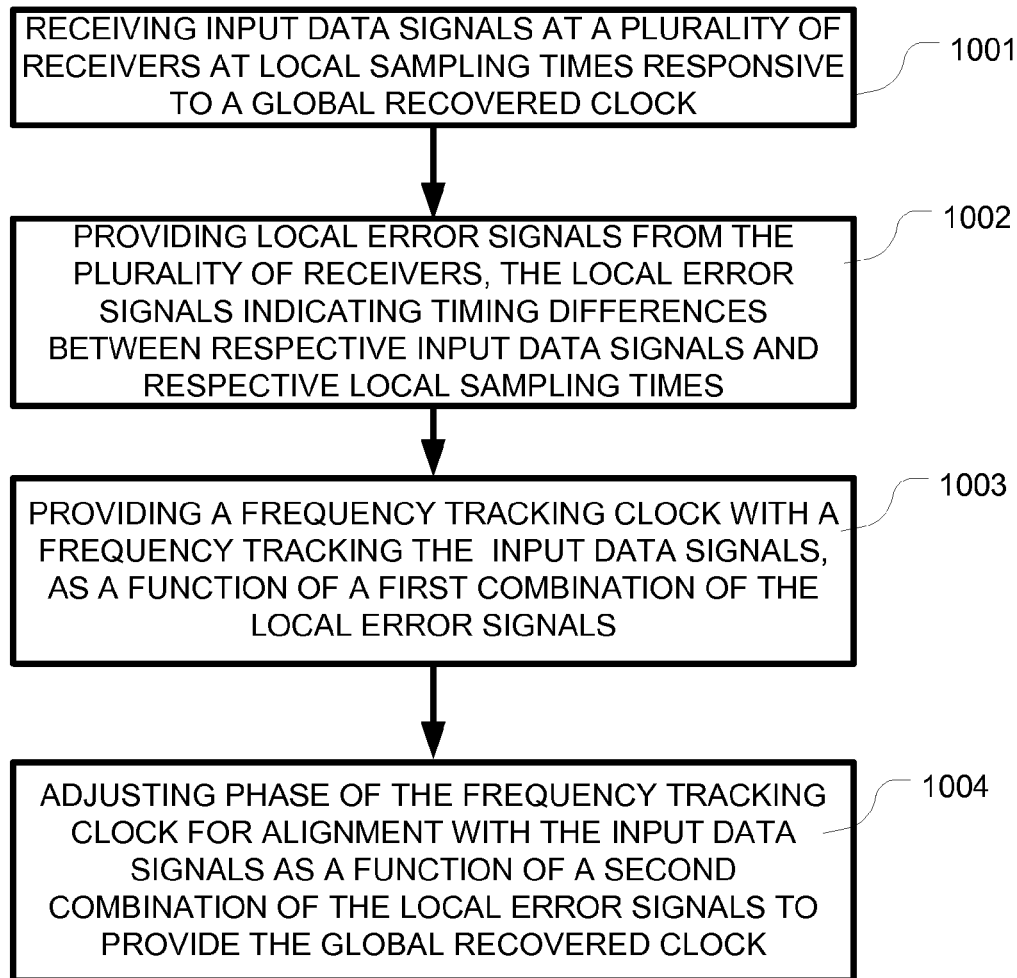 RECEIVING INPUT DATA SIGNALS AT A PLURALITY OF
RECEIVERS AT LOCAL SAMPLING TIMES RESPONSIVE
TO A GLOBAL RECOVERED CLOCK
1001
PROVIDING LOCAL ERROR SIGNALS FROM THE
PLURALITY OF RECEIVERS, THE LOCAL ERROR
SIGNALS INDICATING TIMING DIFFERENCES
BETWEEN RESPECTIVE INPUT DATA SIGNALS AND
RESPECTIVE LOCAL SAMPLING TIMES
1002
PROVIDING A FREQUENCY TRACKING CLOCK WITH A
FREQUENCY TRACKING THE INPUT DATA SIGNALS,
AS A FUNCTION OF A FIRST COMBINATION OF THE
LOCAL ERROR SIGNALS
1003
ADJUSTING PHASE OF THE FREQUENCY TRACKING
CLOCK FOR ALIGNMENT WITH THE INPUT DATA
SIGNALS AS A FUNCTION OF A SECOND
COMBINATION OF THE LOCAL ERROR SIGNALS TO
PROVIDE THE GLOBAL RECOVERED CLOCK
1004